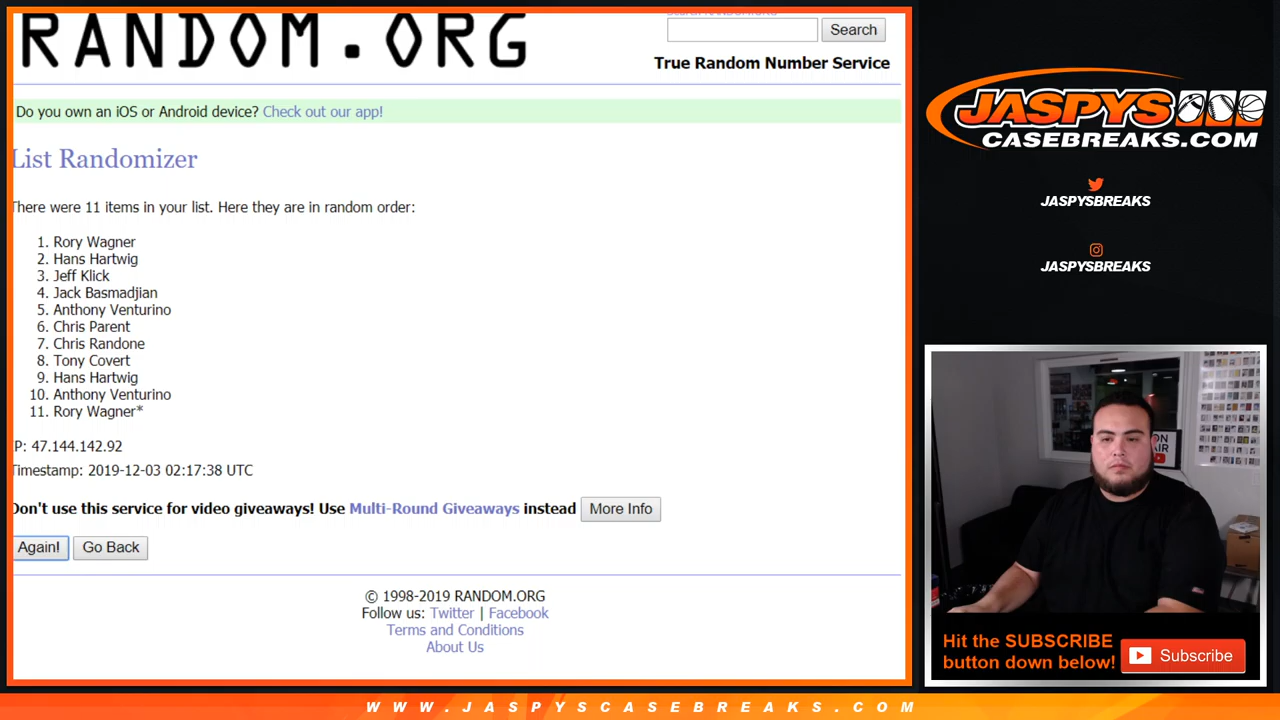 RANDOM.ORG
Search
True Random Number Service
Do you own an iOS or Android device? Check out our app!
List Randomizer
There were 11 items in your list. Here they are in random order:
1. Rory Wagner
2. Hans Hartwig
3. Jeff Klick
4. Jack Basmadjian
5. Anthony Venturino
6. Chris Parent
7. Chris Randone
8. Tony Covert
9. Hans Hartwig
10. Anthony Venturino
11. Rory Wagner*
P: 47.144.142.92
Timestamp: 2019-12-03 02:17:38 UTC
Don't use this service for video giveaways! Use Multi-Round Giveaways instead More Info
Again! Go Back
© 1998-2019 RANDOM.ORG
Follow us: Twitter | Facebook
Terms and Conditions
About Us
JASPYS
CASEBREAKS.COM
JASPYSBREAKS
JASPYSBREAKS
ON
AIR
Hit the SUBSCRIBE
button down below!
Subscribe
WWW.JASPYSCASEBREAKS.COM